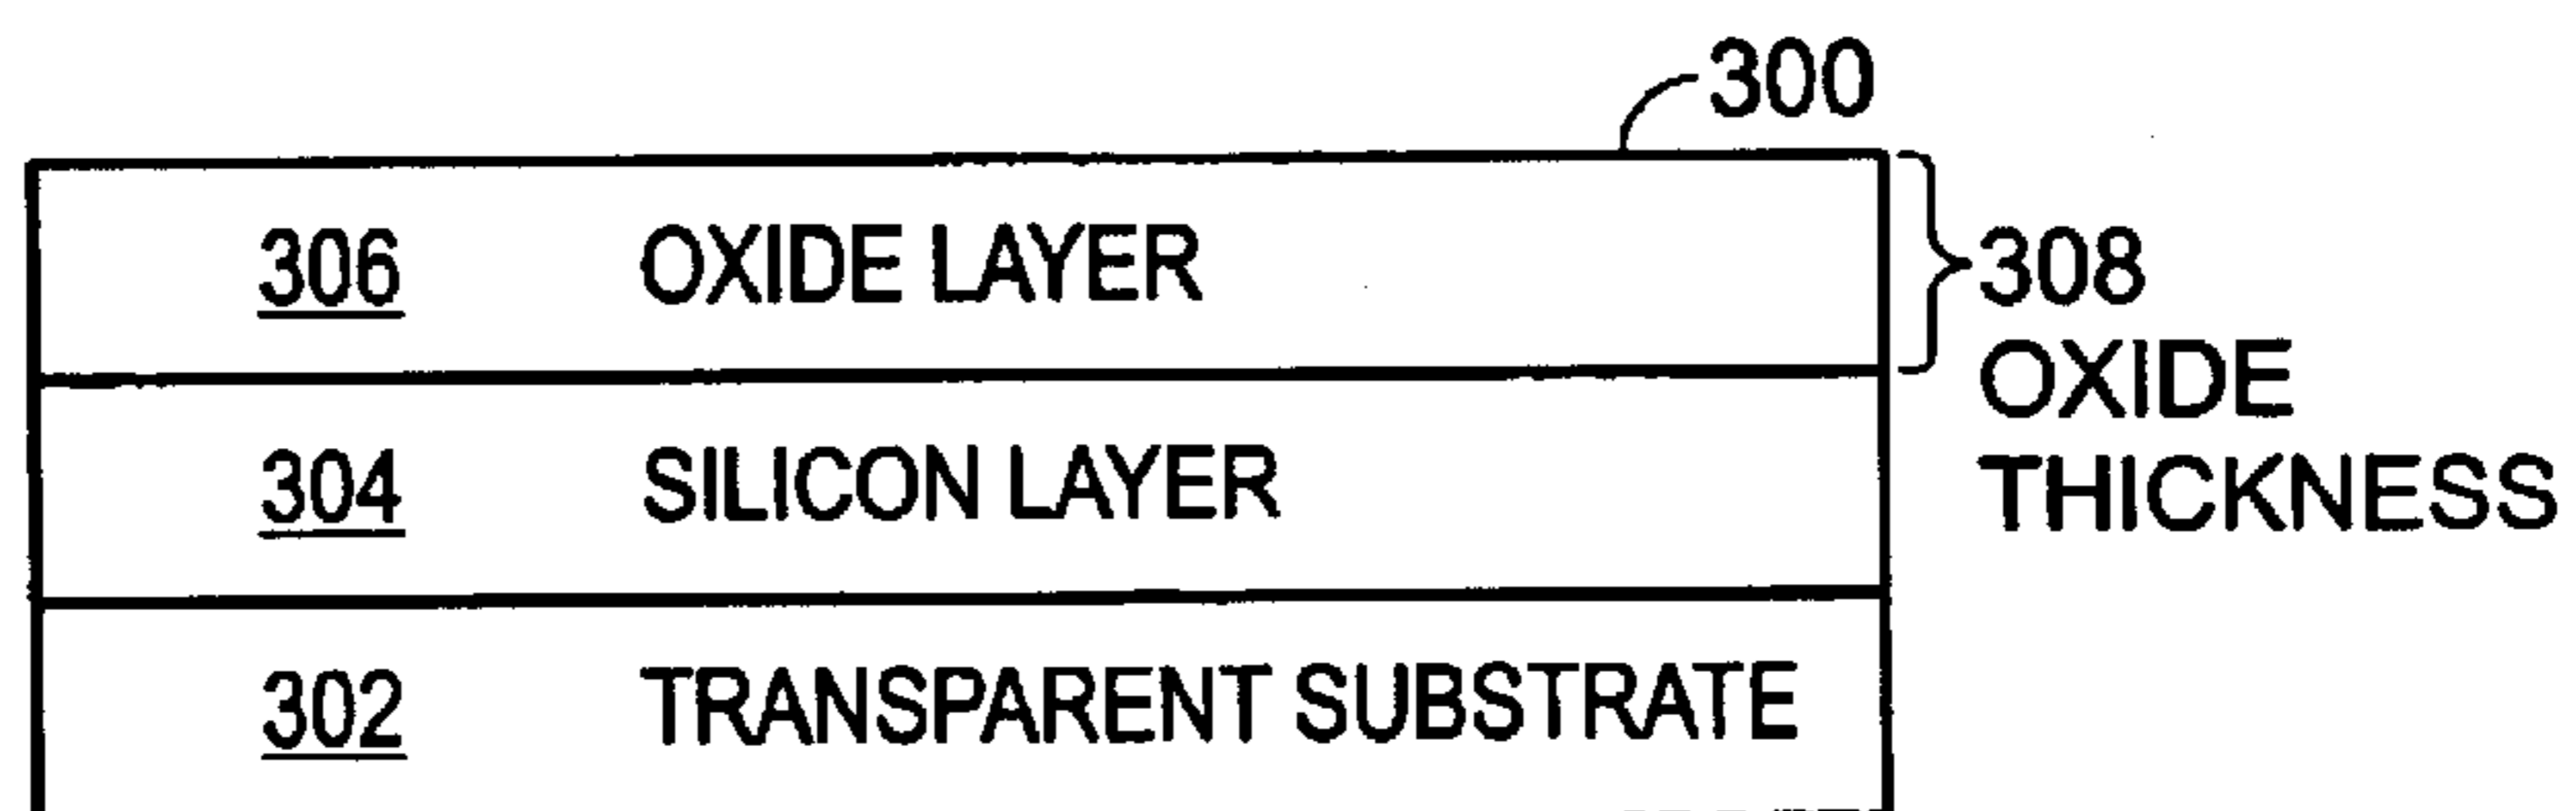 300
306 OXIDE LAYER
308
OXIDE
THICKNESS
304 SILICON LAYER
302 TRANSPARENT SUBSTRATE